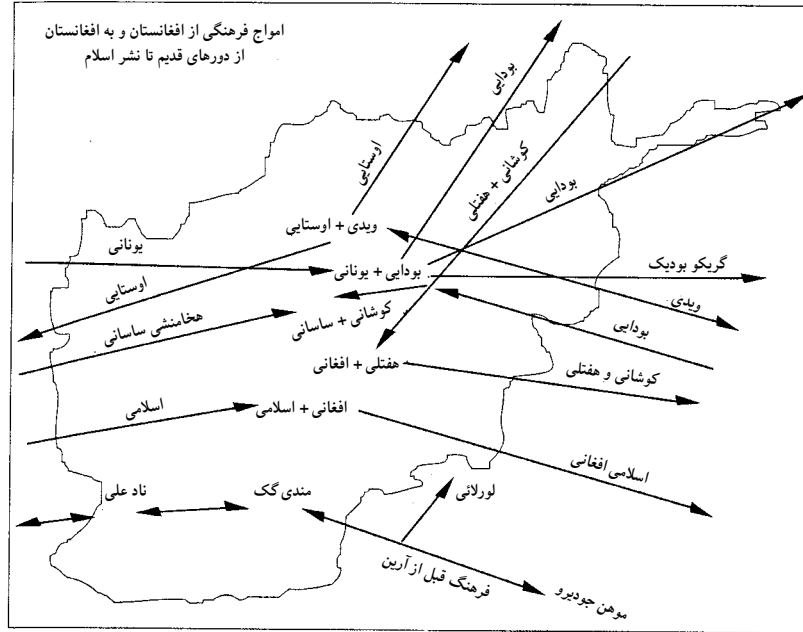 امواج فرهنگی از افغانستان و به افغانستان
از دورهای قدیم تا نشر اسلام
بودایی
اوستایی
کوشانی + هفتلی
بودایی
ویدی + اوستایی
یونانی
بودایی + یونانی
گریکو بودیک
اوستایی
ویدی
کوشانی + ساسانی
هخامنشی ساسانی
بودایی
هفتلی + افغانی
کوشانی و هفتلی
اسلامی
افغانی + اسلامی
اسلامی افغانی
لورلائی
مندی گک
ناد علی
فرهنگ قبل از آرین
موهن جودیرو